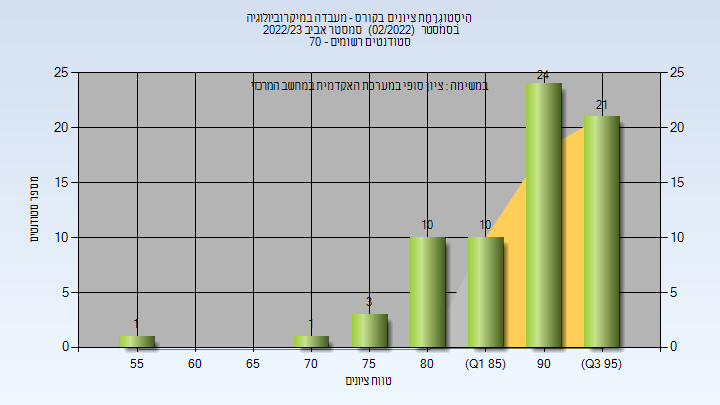 היסטוגרמת ציונים בקורס - מעבדה במיקרוביולוגיה
בסמסטר (02/2022) סמסטר אביב 2022/23
סטודנטים רשומים - 70
במשימה : ציון סופי במערכת האקדמית במחשב המרכזי
25 25
24
21
20 20
15 15
מספר סטודנטים
10 10
10 10
5 5
3
1 1
0 0
55 60 65 70 75 80 (Q1 85) 90 (Q3 95)
טווח ציונים